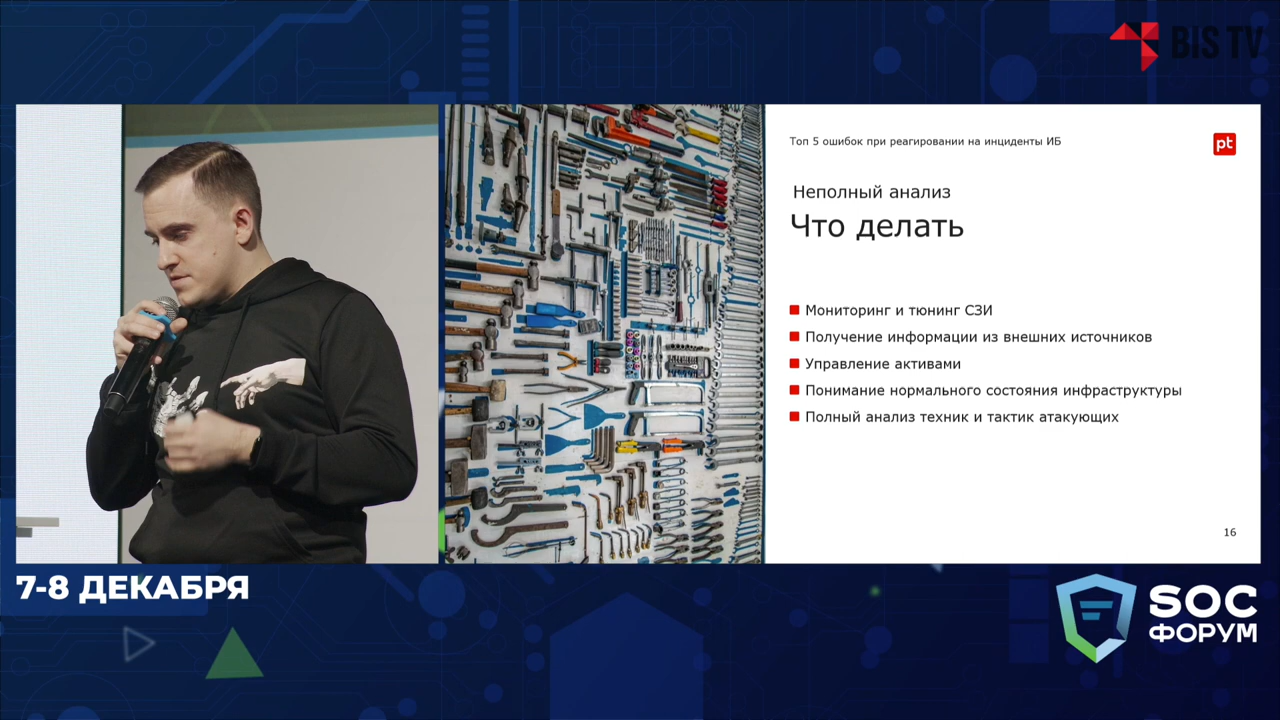 BIS TV
Топ 5 ошибок при реагировании на инциденты ИБ
pt
Неполный анализ
Что делать
Мониторинг и тюнинг СЗИ
Получение информации из внешних источников
Управление активами
Понимание нормального состояния инфраструктуры
Полный анализ техник и тактик атакующих
16
7-8 ДЕКАБРЯ
SOC
ФОРУМ